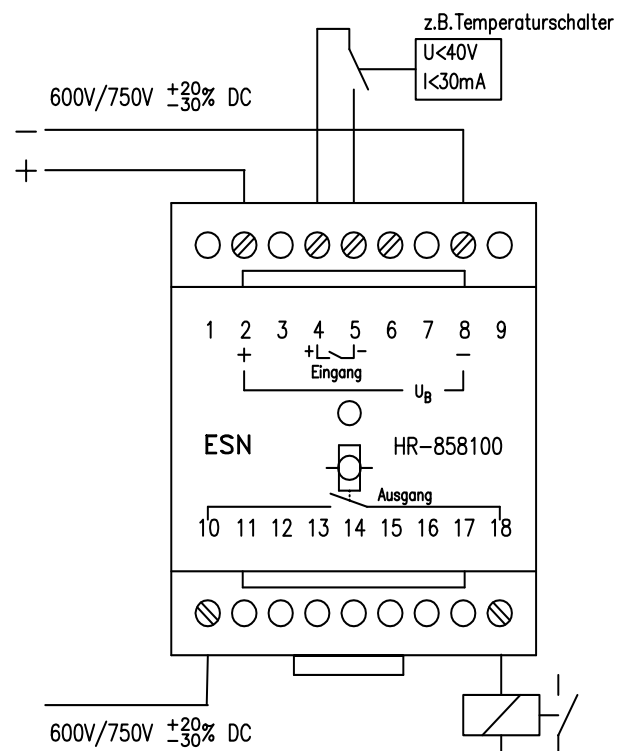 z.B.Temperaturschalter
U<40V
I<30mA
600V/750V +20 −30% DC
−
+
1 2 3 4 5 6 7 8 9
+ + − −
Eingang
UB
ESN HR−858100
Ausgang
10 11 12 13 14 15 16 17 18
600V/750V +20 −30% DC